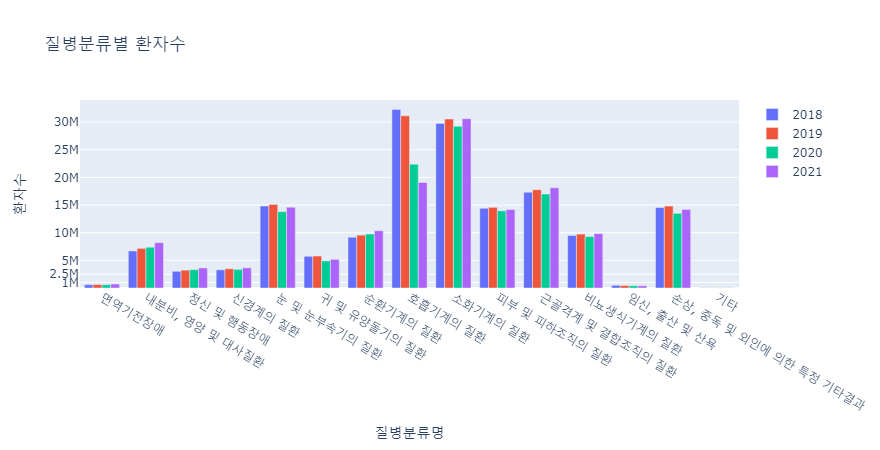 질병분류별 환자수
30M
25M
20M
15M
10M
5M
2.5M
1M
환자수
면역기전장애
내분비, 영양 및 대사질환
정신 및 행동장애
신경계의 질환
눈 및 눈부속기의 질환
귀 및 유양돌기의 질환
순환기계의 질환
호흡기계의 질환
소화기계의 질환
피부 및 피하조직의 질환
근골격계 및 결합조직의 질환
비뇨생식기계의 질환
임신, 출산 및 산욕
손상, 중독 및 외인에 의한 특정 기타결과
기타
질병분류명
2018
2019
2020
2021